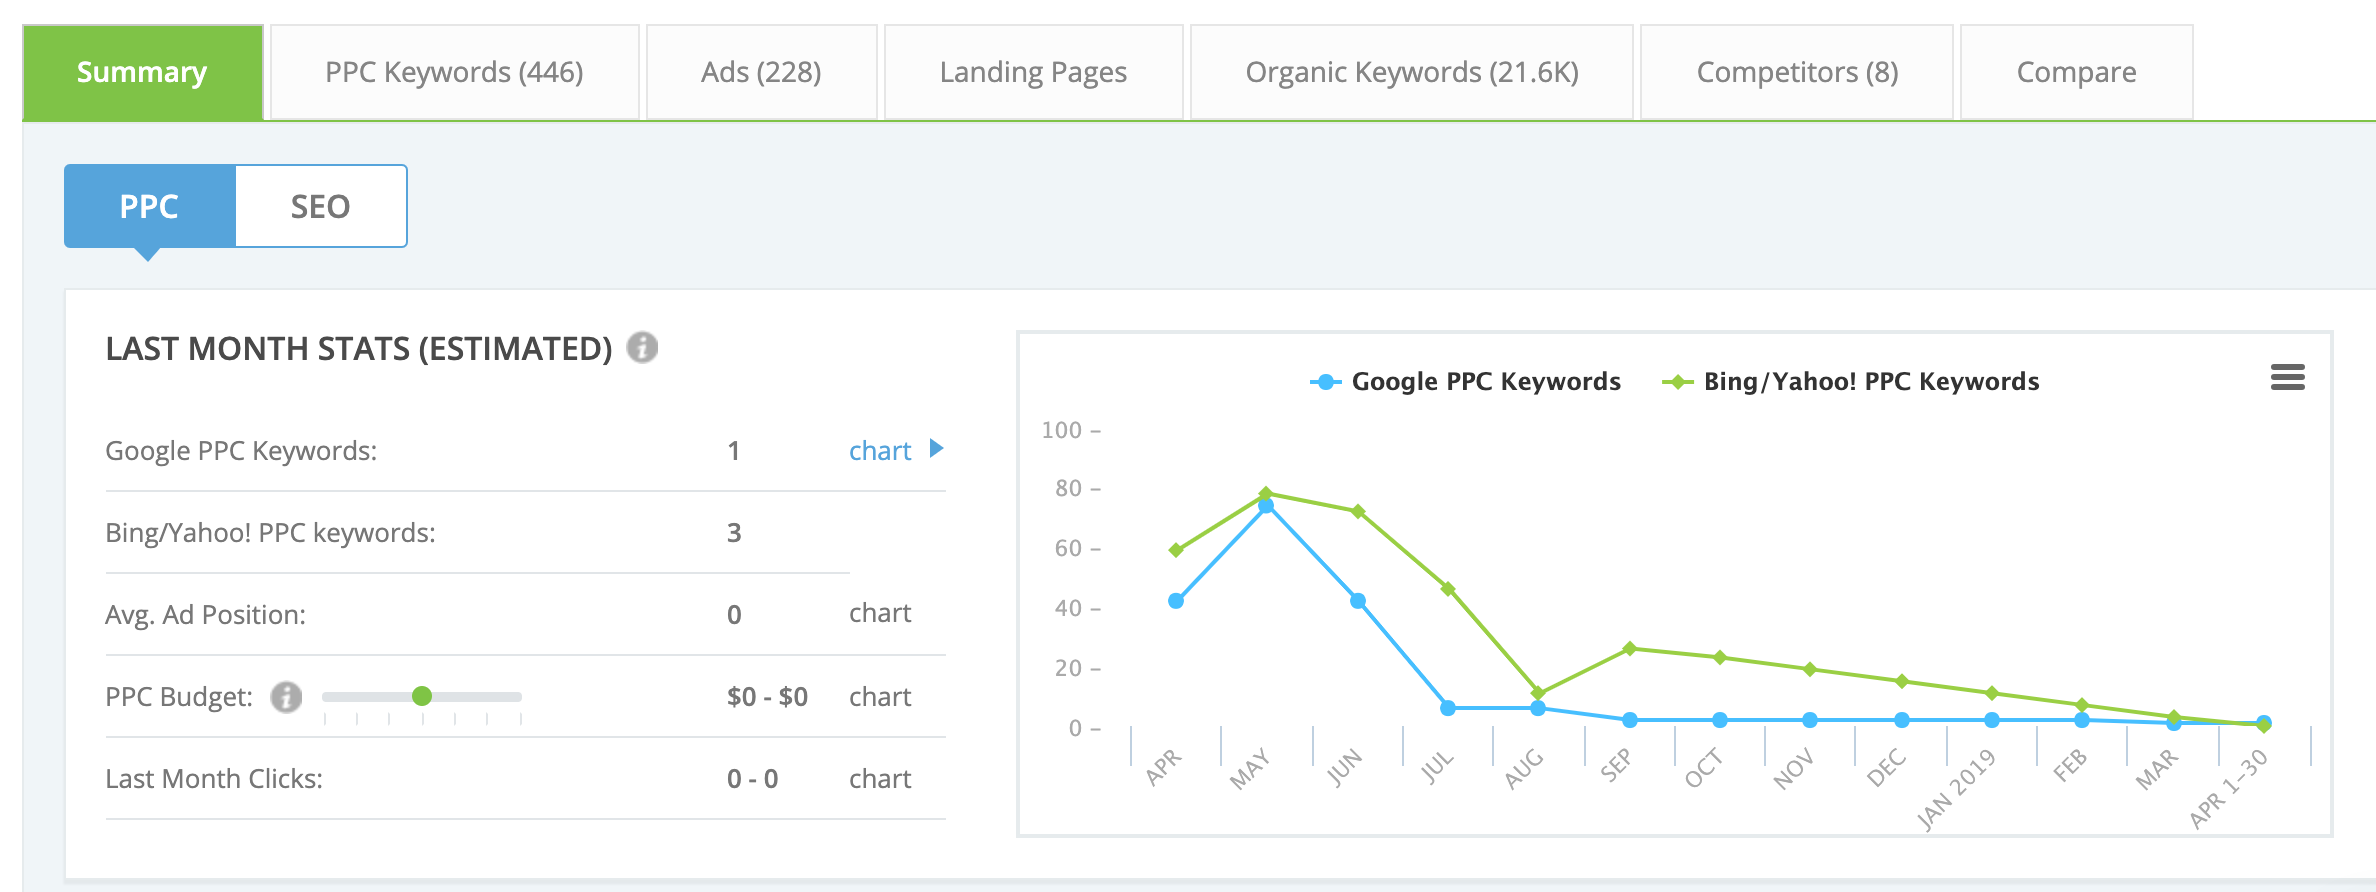 Summary
PPC Keywords (446)
Ads (228)
Landing Pages
Organic Keywords (21.6K)
Competitors (8)
Compare
PPC
SEO
LAST MONTH STATS (ESTIMATED) i
Google PPC Keywords: 1 chart
Bing/Yahoo! PPC keywords: 3
Avg. Ad Position: 0 chart
PPC Budget: i $0 - $0 chart
Last Month Clicks: 0 - 0 chart
Google PPC Keywords
Bing/Yahoo! PPC Keywords
100
80
60
40
20
0
APR
MAY
JUN
JUL
AUG
SEP
OCT
NOV
DEC
JAN 2019
FEB
MAR
APR 1–30